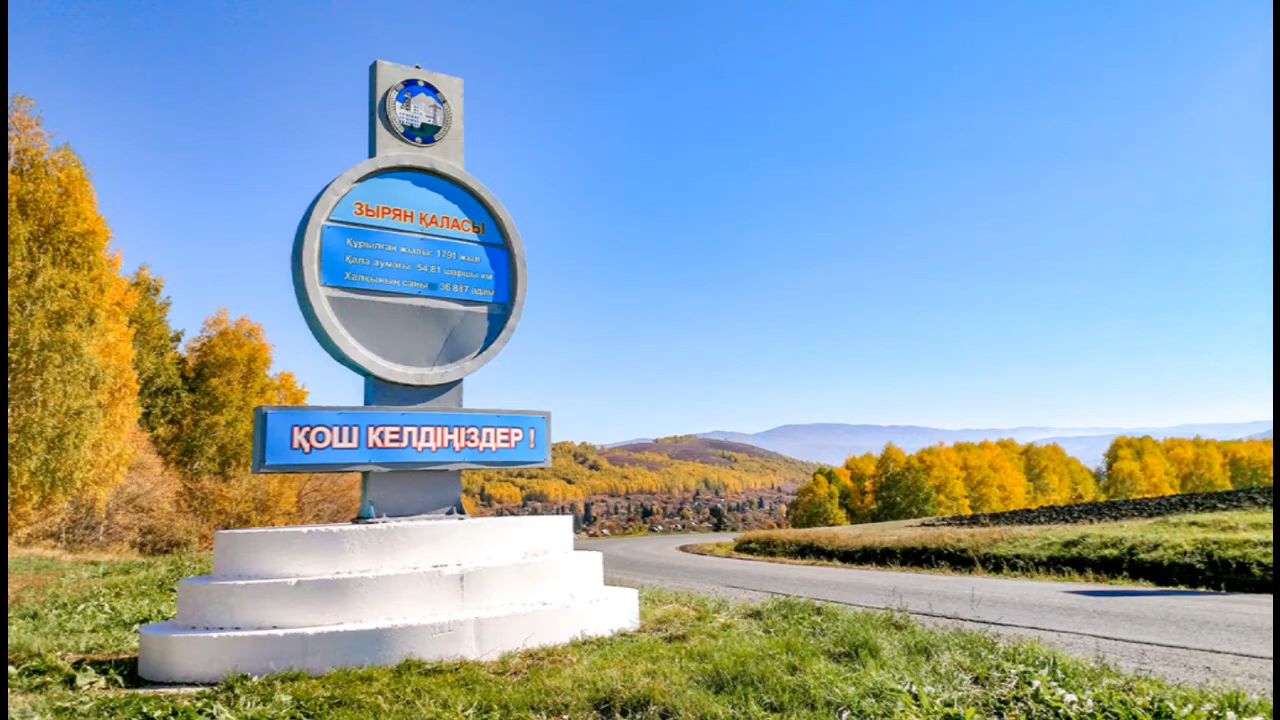 ЗЫРЯН ҚАЛАСЫ
Құрылған жылы: 1791 жыл
Қала аумағы: 54.81 шаршы км
Халқының саны 36 887 адам
ҚОШ КЕЛДІҢІЗДЕР !